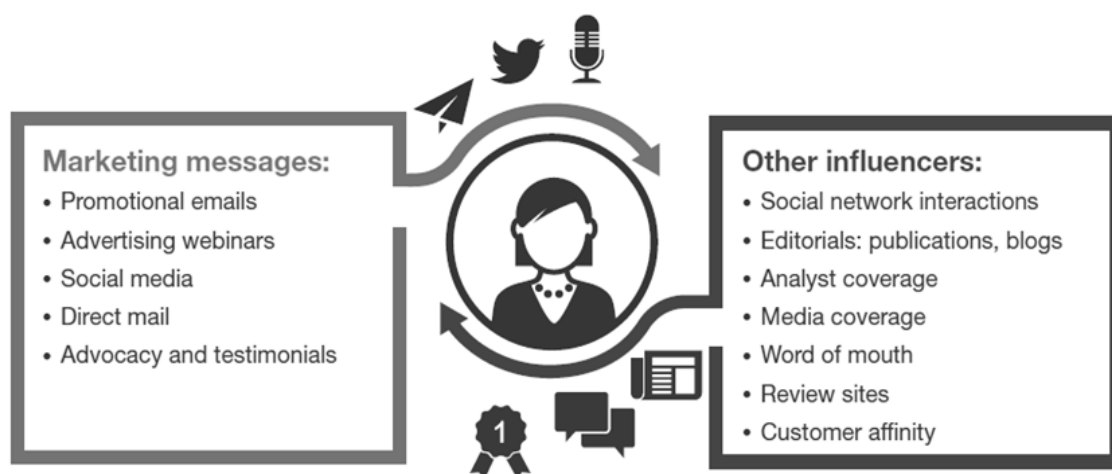 Marketing messages:
• Promotional emails
• Advertising webinars
• Social media
• Direct mail
• Advocacy and testimonials
Other influencers:
• Social network interactions
• Editorials: publications, blogs
• Analyst coverage
• Media coverage
• Word of mouth
• Review sites
• Customer affinity
1